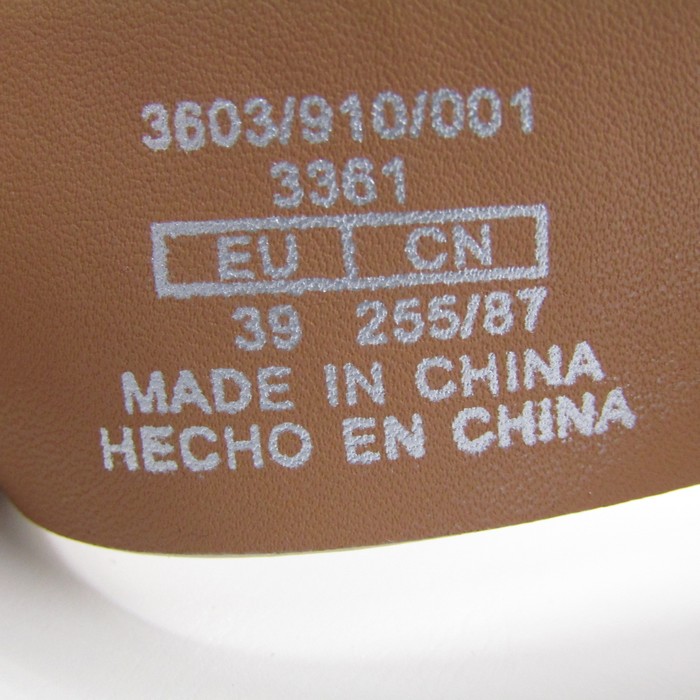 3603/910/001
3361
EU CN
39 255/87
MADE IN CHINA
HECHO EN CHINA